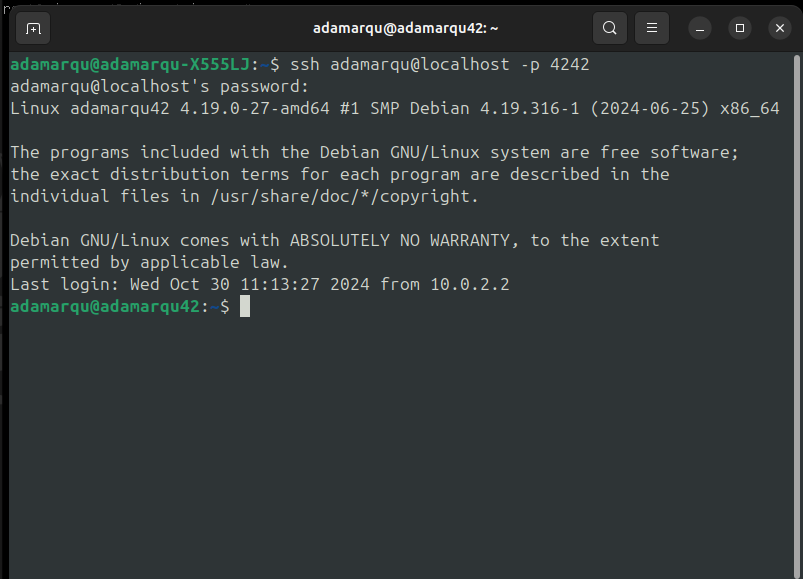 adamarqu@adamarqu42: ~
adamarqu@adamarqu-X555LJ:~$ ssh adamarqu@localhost -p 4242
adamarqu@localhost's password:
Linux adamarqu42 4.19.0-27-amd64 #1 SMP Debian 4.19.316-1 (2024-06-25) x86_64
The programs included with the Debian GNU/Linux system are free software;
the exact distribution terms for each program are described in the
individual files in /usr/share/doc/*/copyright.
Debian GNU/Linux comes with ABSOLUTELY NO WARRANTY, to the extent
permitted by applicable law.
Last login: Wed Oct 30 11:13:27 2024 from 10.0.2.2
adamarqu@adamarqu42:~$